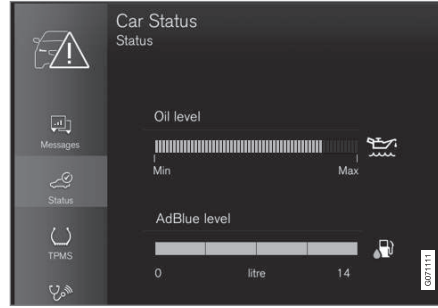 Car Status
Status
Messages
Status
TPMS
Oil level
Min Max
AdBlue level
0 litre 14
G071111